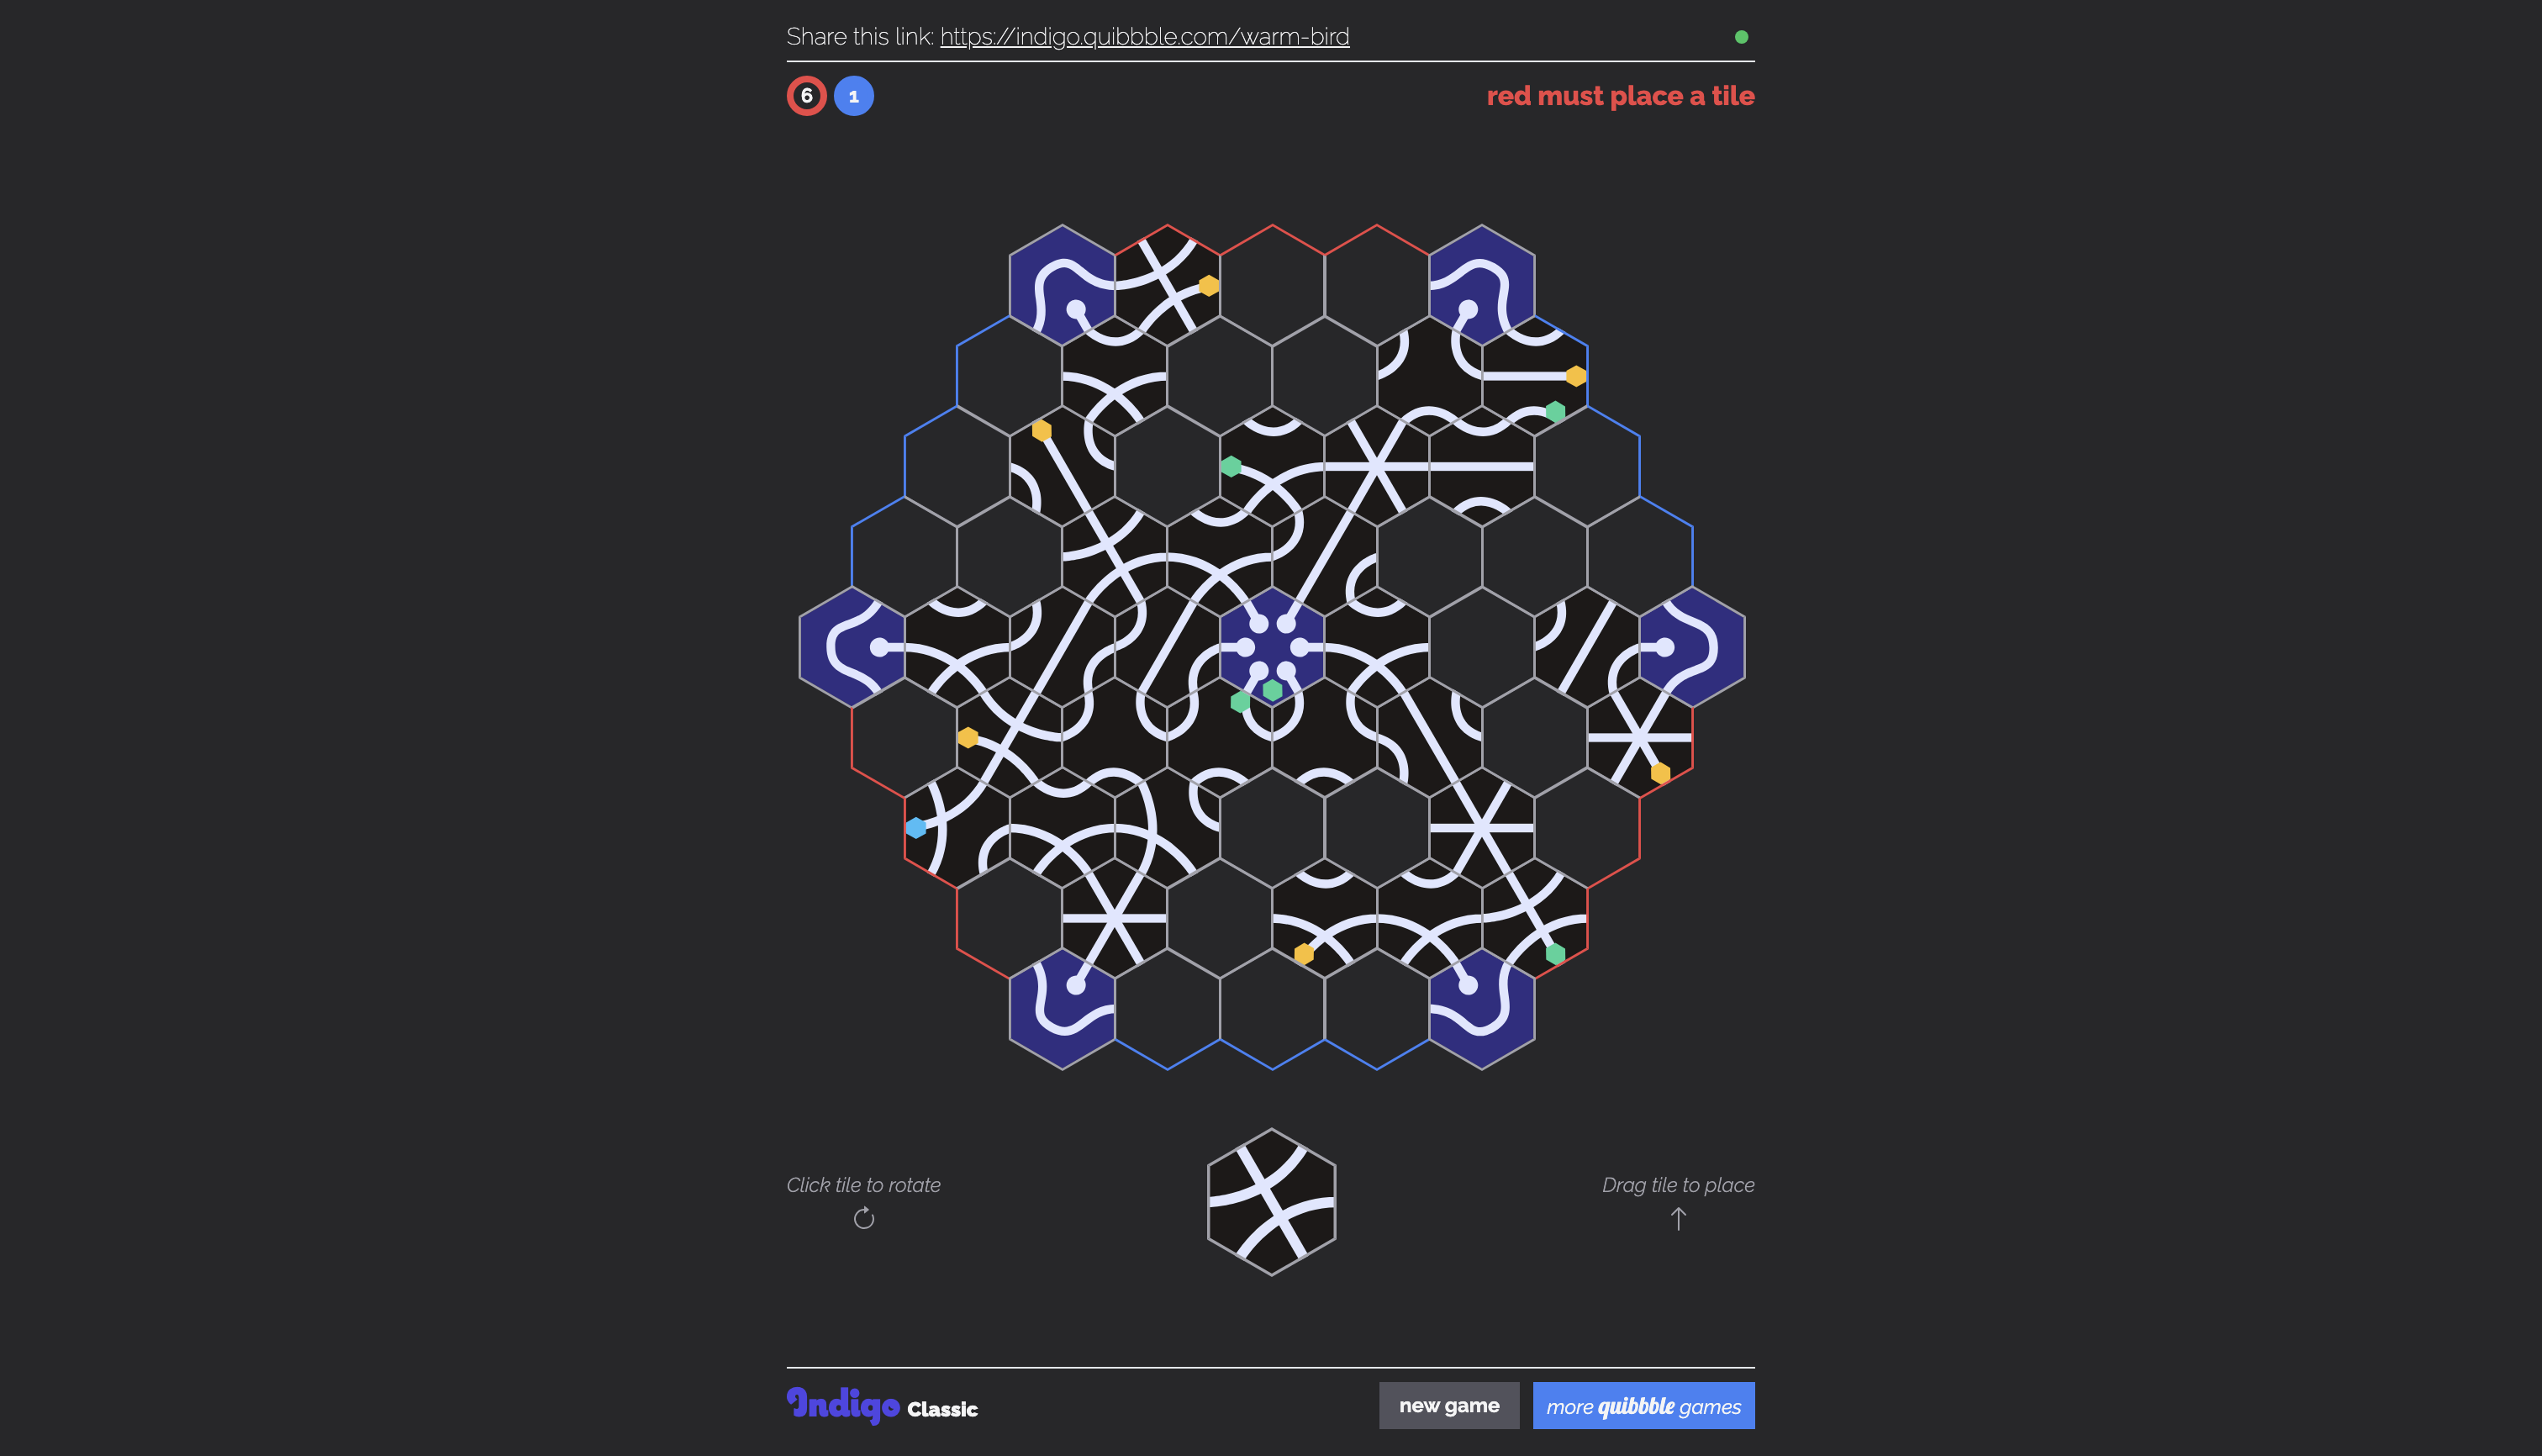 Share this link: https://indigo.quibbble.com/warm-bird
6 1 red must place a tile
Click tile to rotate
Drag tile to place
Indigo Classic
new game
more quibbble games